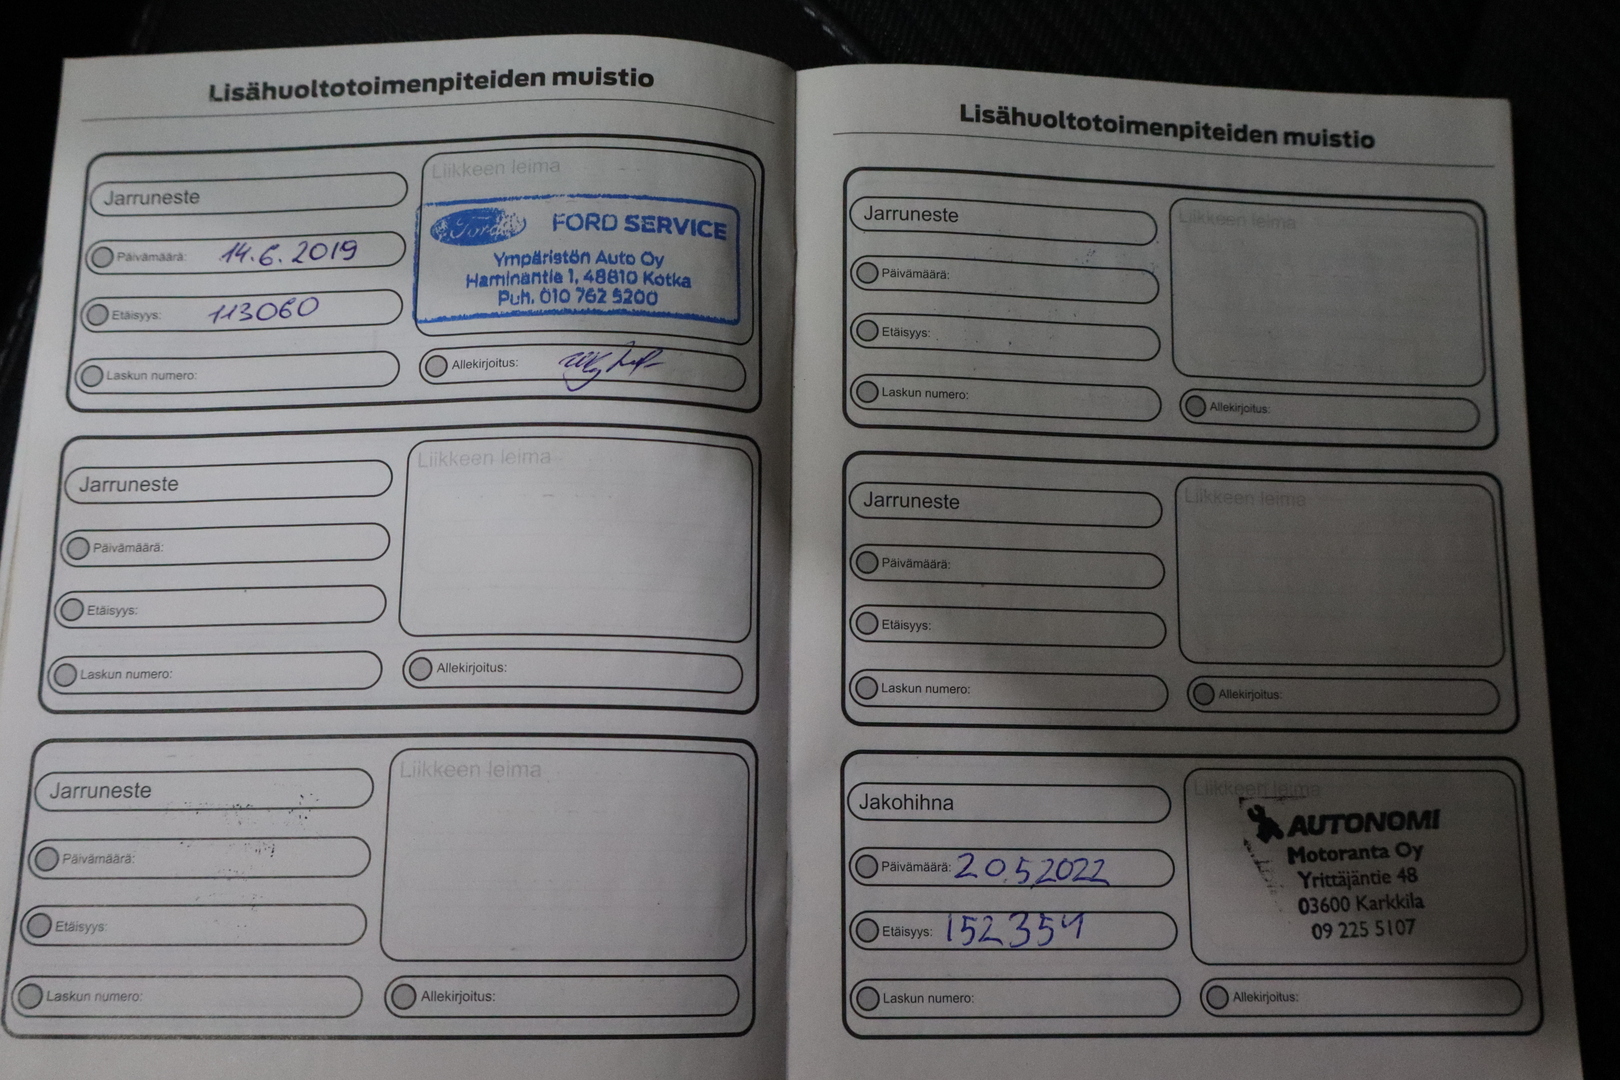 Lisähuoltotoimenpiteiden muistio
Jarruneste
Päivämäärä: 14.6.2019
Etäisyys: 113060
Laskun numero:
Liikkeen leima
Ford FORD SERVICE
Ympäristön Auto Oy
Haminantie 1, 48810 Kotka
Puh. 010 762 5200
Allekirjoitus:
Jarruneste
Päivämäärä:
Etäisyys:
Laskun numero:
Liikkeen leima
Allekirjoitus:
Jarruneste
Päivämäärä:
Etäisyys:
Laskun numero:
Liikkeen leima
Allekirjoitus:
Lisähuoltotoimenpiteiden muistio
Jarruneste
Päivämäärä:
Etäisyys:
Laskun numero:
Liikkeen leima
Allekirjoitus:
Jarruneste
Päivämäärä:
Etäisyys:
Laskun numero:
Liikkeen leima
Allekirjoitus:
Jakohihna
Päivämäärä: 20.5.2022
Etäisyys: 152354
Laskun numero:
Liikkeen leima
AUTONOMI
Motoranta Oy
Yrittäjäntie 48
03600 Karkkila
09 225 5107
Allekirjoitus: